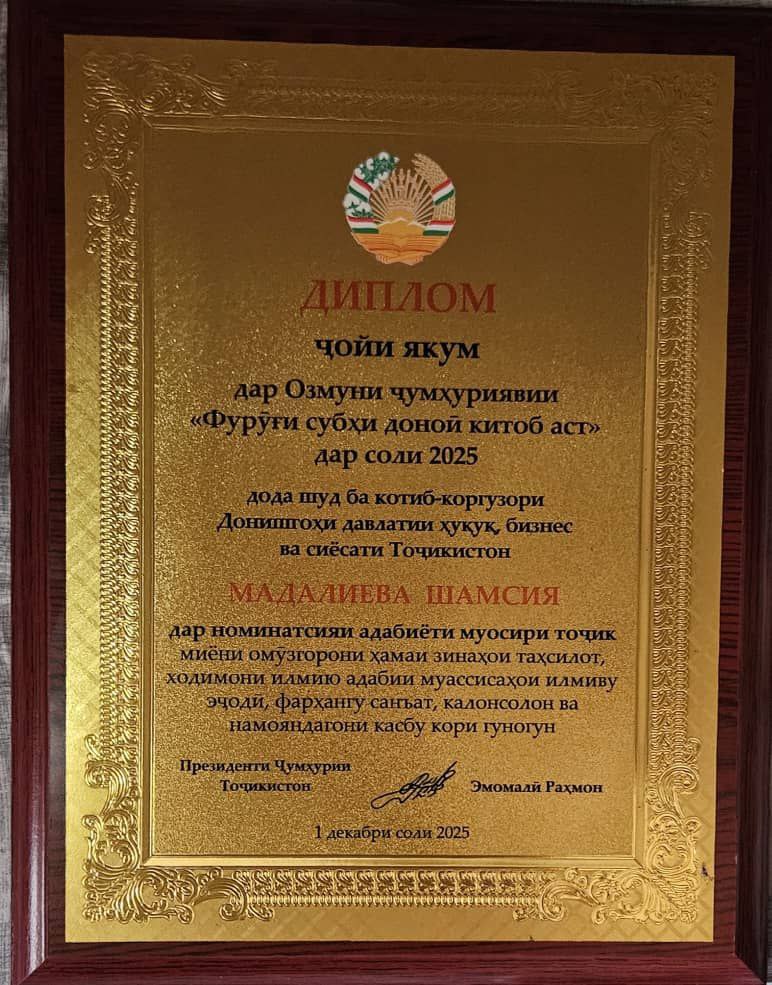 ДИПЛОМ
ҷойи якум
дар Озмуни ҷумҳуриявии
«Фурӯғи субҳи доноӣ китоб аст»
дар соли 2025
дода шуд ба котиб-коргузори
Донишгоҳи давлатии ҳуқуқ, бизнес
ва сиёсати Тоҷикистон
МАДАЛИЕВА ШАМСИЯ
дар номинатсияи адабиёти муосири тоҷик
миёни омӯзгорони ҳамаи зинаҳои таҳсилот,
ходимони илмию адабии муассисаҳои илмиву
эҷодӣ, фарҳангу санъат, калонсолон ва
намояндагони касбу кори гуногун
Президенти Ҷумҳурии
Тоҷикистон
Эмомалӣ Раҳмон
1 декабри соли 2025